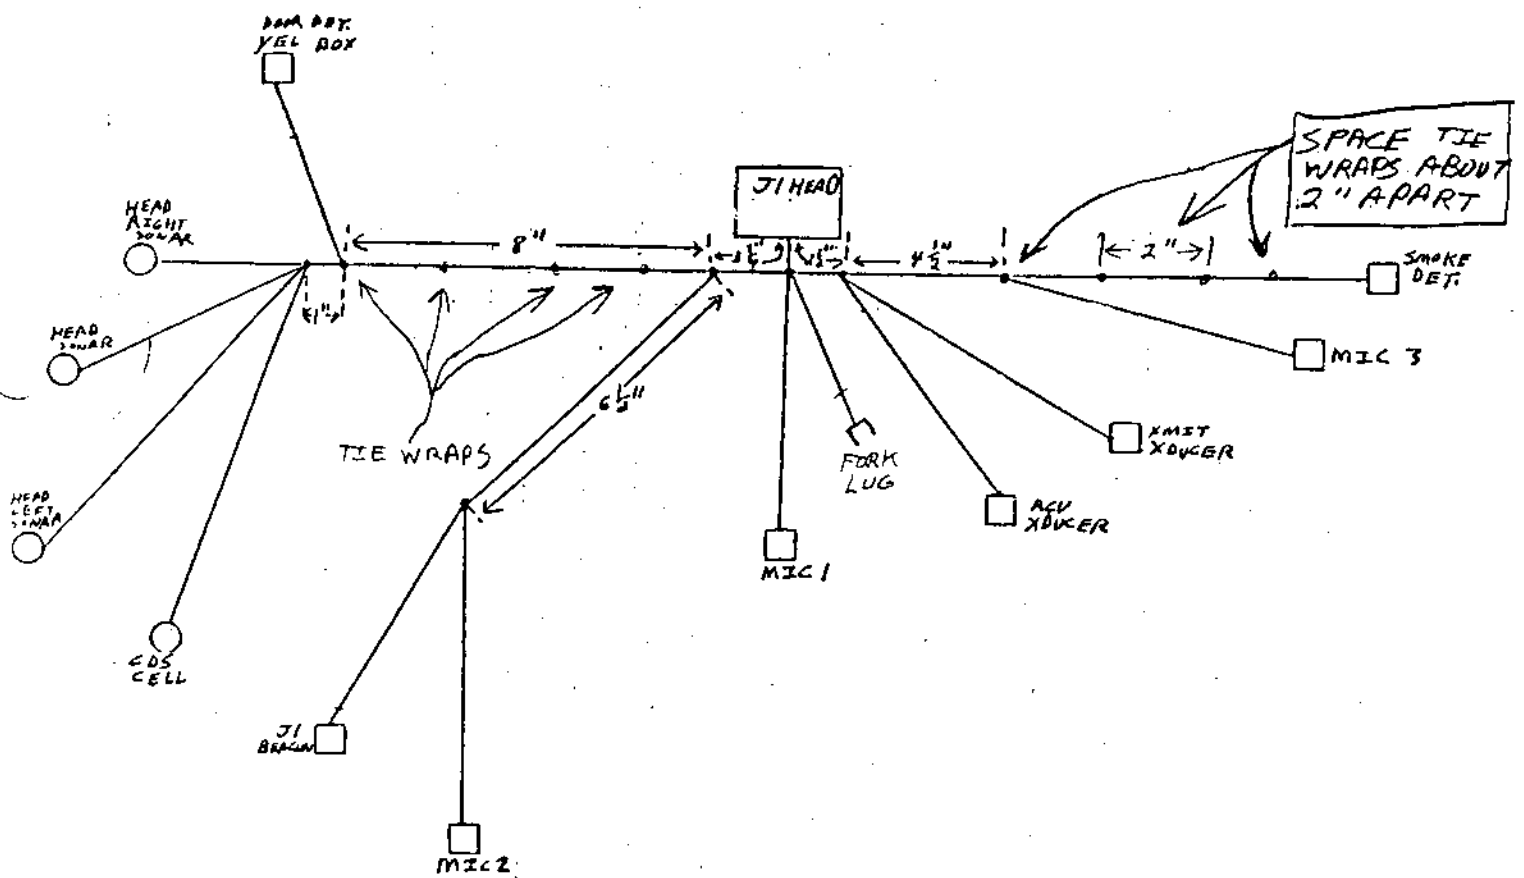 YEL BOX
J1 HEAD
SPACE TIE
WRAPS ABOUT
2" APART
HEAD
RIGHT
SONAR
8"
4 1/2"
2"
SMOKE
DET.
1"
HEAD
SONAR
MIC 3
6 1/2"
TIE WRAPS
XMIT
XDUCER
FORK
LUG
HEAD
LEFT
SONAR
XDUCER
MIC 1
CDS
CELL
J1
BEACON
MIC 2